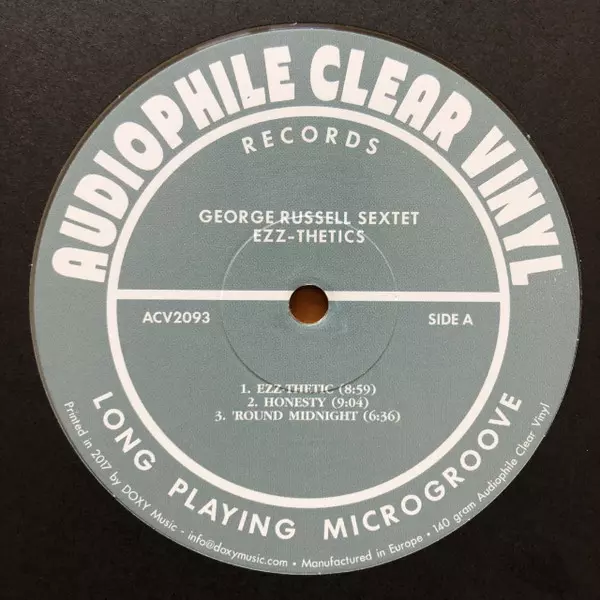 AUDIOPHILE CLEAR VINYL
RECORDS
GEORGE RUSSELL SEXTET
EZZ-THETICS
ACV2093
SIDE A
1. EZZ-THETIC (8:59)
2. HONESTY (9:04)
3. 'ROUND MIDNIGHT (6:36)
LONG PLAYING MICROGROOVE
Printed in 2017 by DOXY Music - info@doxymusic.com • Manufactured in Europe • 140 gram Audiophile Clear Vinyl